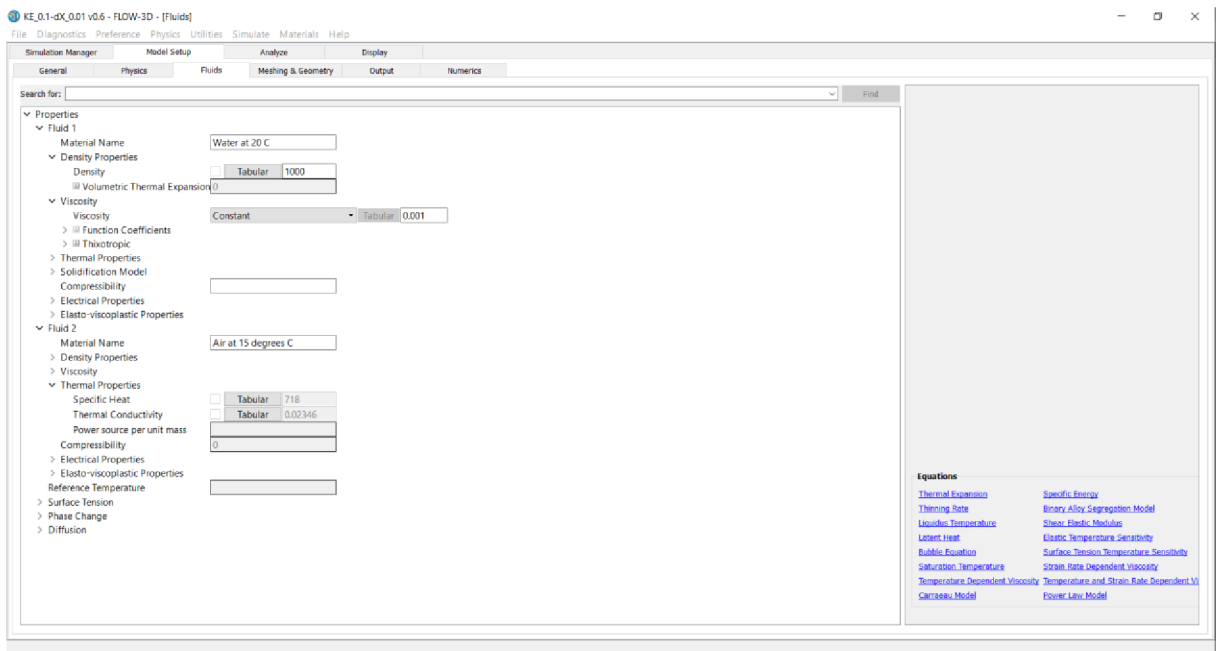 KE_0.1-dX_0.01 v0.6 - FLOW-3D - [Fluids]
File Diagnostics Preference Physics Utilities Simulate Materials Help
Simulation Manager Model Setup Analyze Display
General Physics Fluids Meshing & Geometry Output Numerics
Search for: Find
Properties
Fluid 1
Material Name Water at 20 C
Density Properties
Density Tabular 1000
Volumetric Thermal Expansion 0
Viscosity
Viscosity Constant Tabular 0.001
Function Coefficients
Thixotropic
Thermal Properties
Solidification Model
Compressibility
Electrical Properties
Elasto-viscoplastic Properties
Fluid 2
Material Name Air at 15 degrees C
Density Properties
Viscosity
Thermal Properties
Specific Heat Tabular 718
Thermal Conductivity Tabular 0.02346
Power source per unit mass
Compressibility 0
Electrical Properties
Elasto-viscoplastic Properties
Reference Temperature
Surface Tension
Phase Change
Diffusion
Equations
Thermal Expansion Specific Energy
Thinning Rate Binary Alloy Segregation Model
Liquidus Temperature Shear Elastic Modulus
Latent Heat Elastic Temperature Sensitivity
Bubble Equation Surface Tension Temperature Sensitivity
Saturation Temperature Strain Rate Dependent Viscosity
Temperature Dependent Viscosity Temperature and Strain Rate Dependent Vi
Carraeau Model Power Law Model